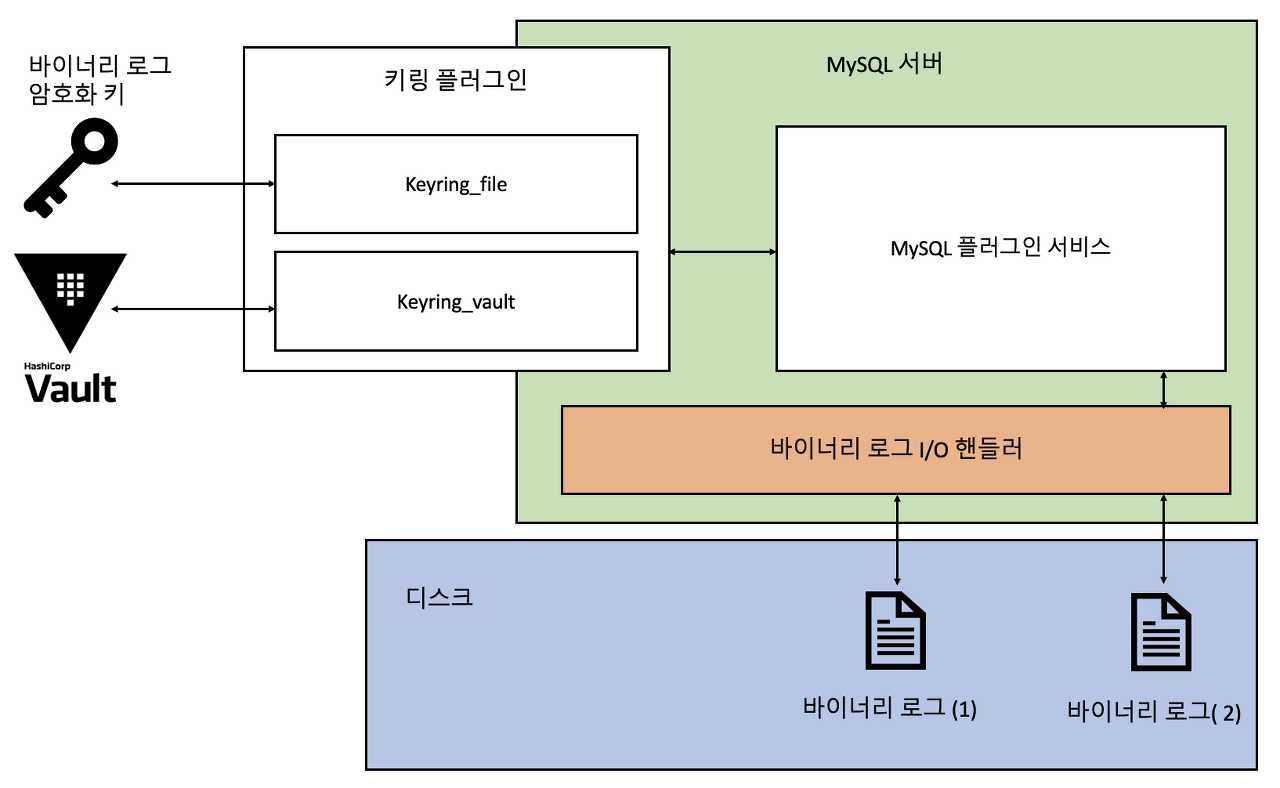 바이너리 로그
암호화 키
키링 플러그인
MySQL 서버
Keyring_file
Keyring_vault
MySQL 플러그인 서비스
HashiCorp
Vault
바이너리 로그 I/O 핸들러
디스크
바이너리 로그 (1)
바이너리 로그( 2)